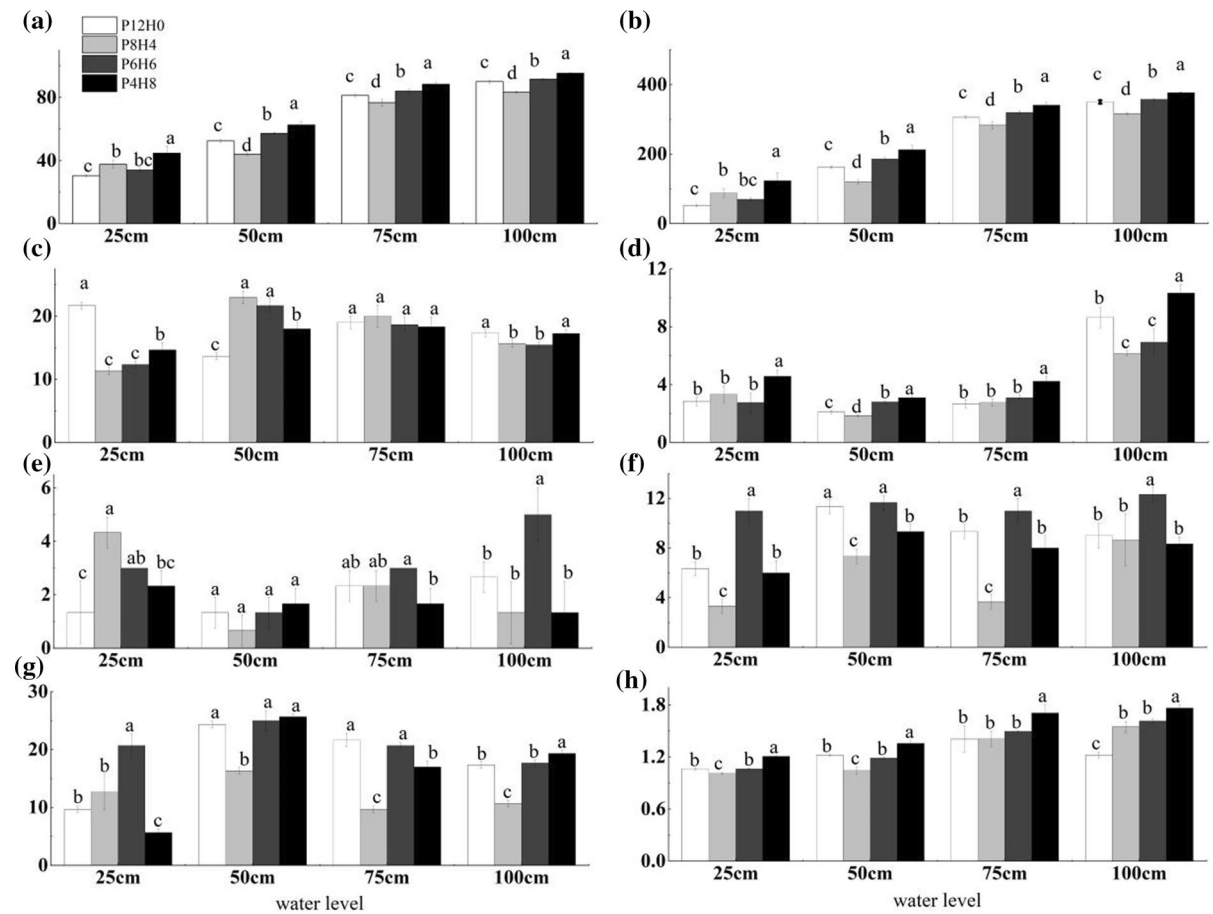 (a)
P12H0
P8H4
P6H6
P4H8
80
40
0
c b bc a
c d b a
c d b a
c d b a
25cm 50cm 75cm 100cm
(b)
400
200
0
c b bc a
c d b a
c d b a
c d b a
25cm 50cm 75cm 100cm
(c)
20
10
0
a c c b
c a a b
a a a a
a b b a
25cm 50cm 75cm 100cm
(d)
12
8
4
0
b b b a
c d b a
b b b a
b c c a
25cm 50cm 75cm 100cm
(e)
6
4
2
0
c a ab bc
a a a a
ab ab a b
b b a b
25cm 50cm 75cm 100cm
(f)
12
8
4
0
b c a b
a c a b
b c a b
b b a b
25cm 50cm 75cm 100cm
(g)
30
20
10
0
b b a c
a b a a
a c a b
b c b a
25cm 50cm 75cm 100cm
water level
(h)
1.8
1.2
0.6
0.0
b c b a
b c b a
b b b a
c b b a
25cm 50cm 75cm 100cm
water level